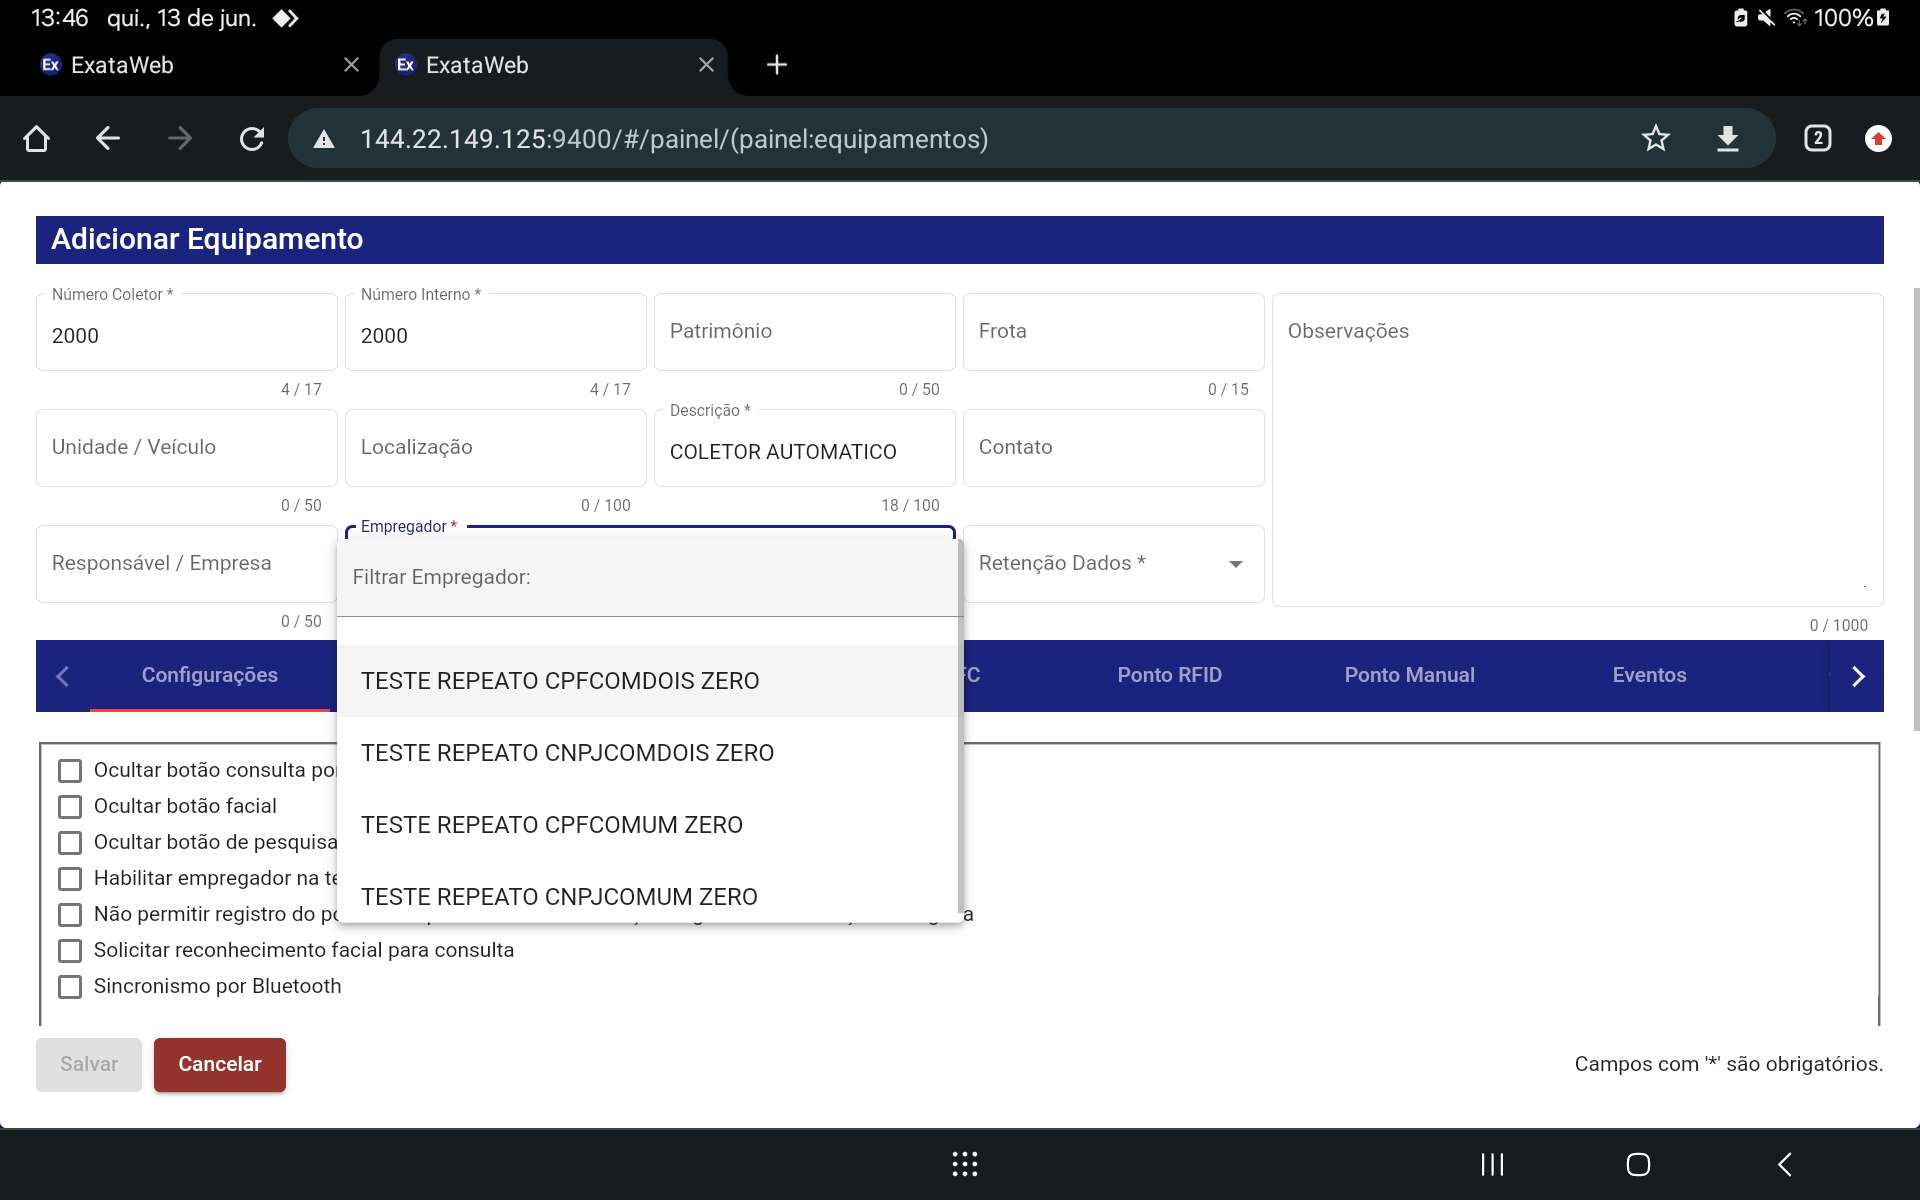 13:46 qui., 13 de jun. 100%
Ex ExataWeb Ex ExataWeb
144.22.149.125:9400/#/painel/(painel:equipamentos) 2
Adicionar Equipamento
Número Coletor * Número Interno *
2000 2000 Patrimônio Frota Observações
4 / 17 4 / 17 0 / 50 0 / 15
Descrição *
Unidade / Veículo Localização COLETOR AUTOMATICO Contato
0 / 50 0 / 100 18 / 100
Empregador *
Responsável / Empresa Filtrar Empregador: Retenção Dados *
0 / 50 0 / 1000
Configurações FC Ponto RFID Ponto Manual Eventos
TESTE REPEATO CPFCOMDOIS ZERO
TESTE REPEATO CNPJCOMDOIS ZERO
TESTE REPEATO CPFCOMUM ZERO
TESTE REPEATO CNPJCOMUM ZERO
Ocultar botão consulta
Ocultar botão facial
Ocultar botão de pesquisa
Habilitar empregador na
Não permitir registro do
Solicitar reconhecimento facial para consulta
Sincronismo por Bluetooth
Salvar Cancelar Campos com '*' são obrigatórios.